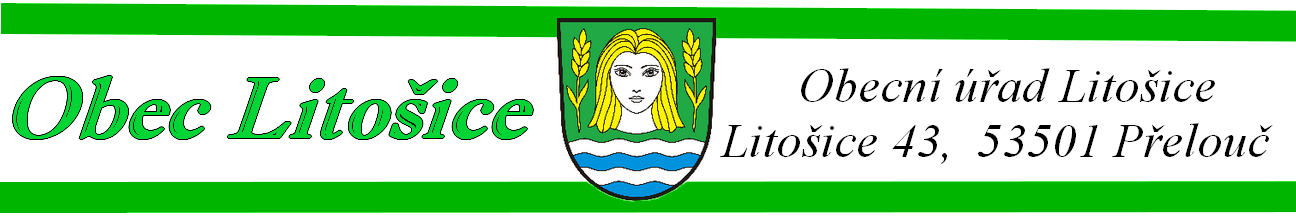 Obec Litošice
Obecní úřad Litošice
Litošice 43, 53501 Přelouč